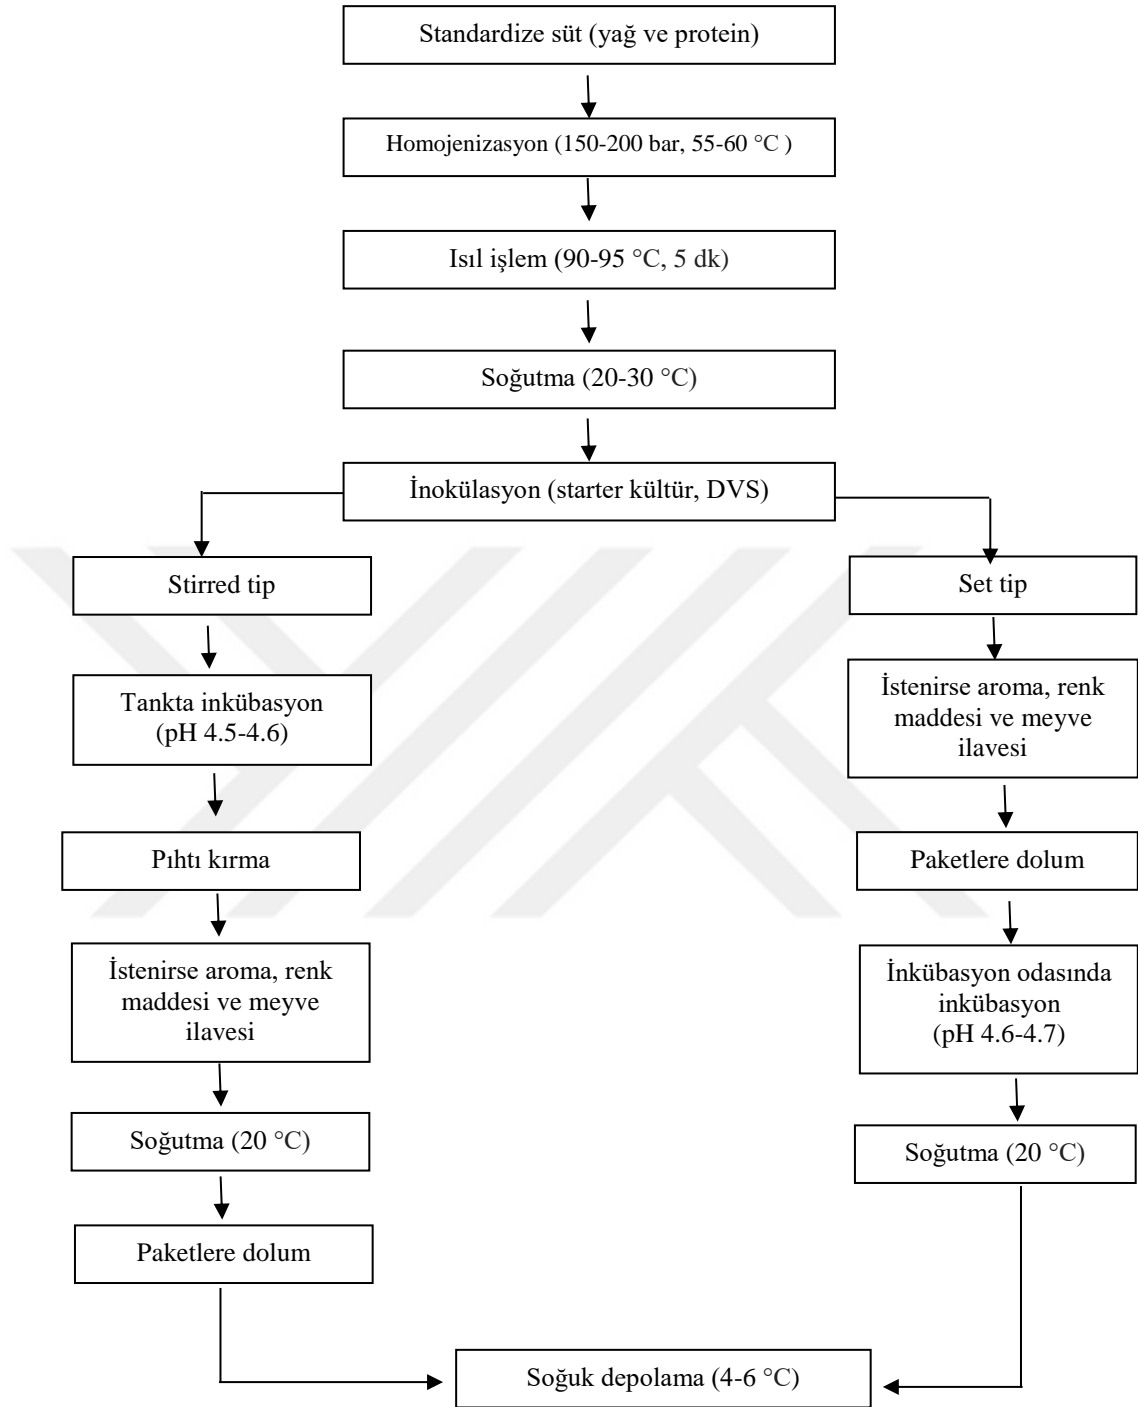 Standardize süt (yağ ve protein)
Homojenizasyon (150-200 bar, 55-60 °C )
Isıl işlem (90-95 °C, 5 dk)
Soğutma (20-30 °C)
İnokülasyon (starter kültür, DVS)
Stirred tip
Tankta inkübasyon
(pH 4.5-4.6)
Pıhtı kırma
İstenirse aroma, renk
maddesi ve meyve
ilavesi
Soğutma (20 °C)
Paketlere dolum
Set tip
İstenirse aroma, renk
maddesi ve meyve
ilavesi
Paketlere dolum
İnkübasyon odasında
inkübasyon
(pH 4.6-4.7)
Soğutma (20 °C)
Soğuk depolama (4-6 °C)